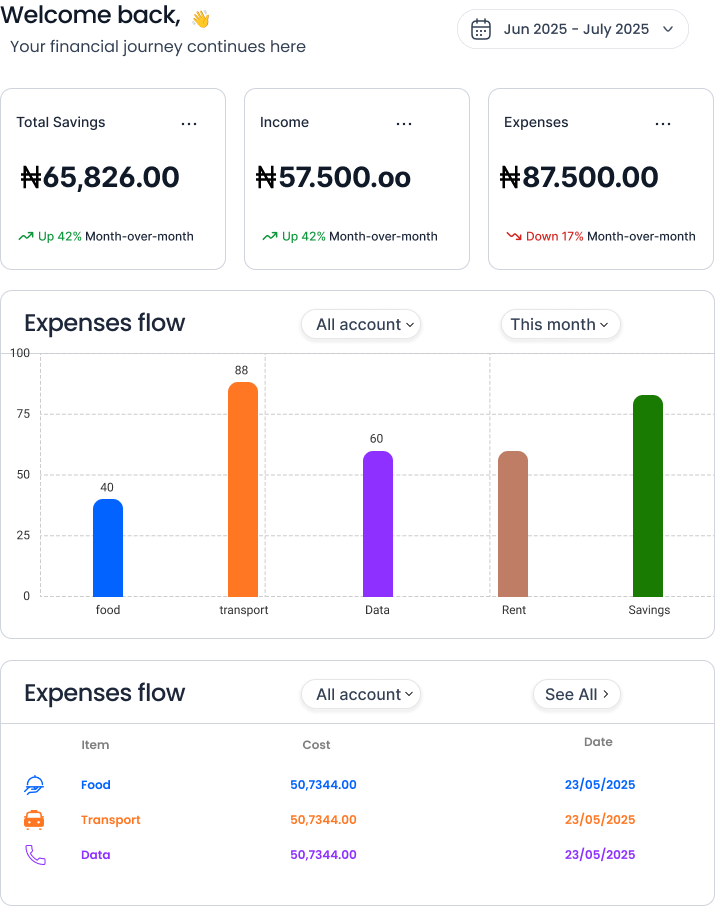 Welcome back, 👋
Your financial journey continues here
Jun 2025 - July 2025
Total Savings ...
₦65,826.00
Up 42% Month-over-month
Income ...
₦57.500.oo
Up 42% Month-over-month
Expenses ...
₦87.500.00
Down 17% Month-over-month
Expenses flow
All account
This month
100
75
50
25
0
40
88
60
food transport Data Rent Savings
Expenses flow
All account
See All >
Item Cost Date
Food 50,7344.00 23/05/2025
Transport 50,7344.00 23/05/2025
Data 50,7344.00 23/05/2025